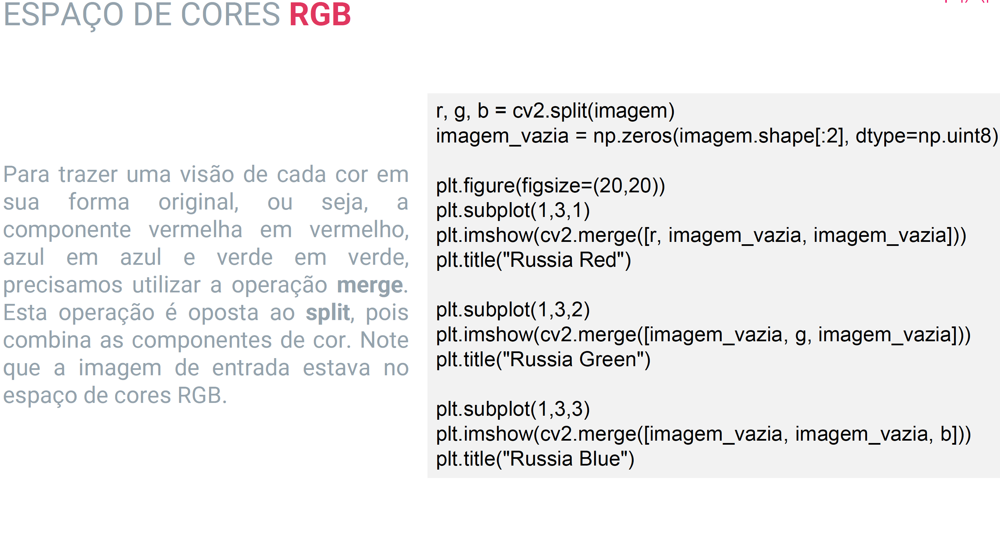 ESPAÇO DE CORES RGB
Para trazer uma visão de cada cor em
sua forma original, ou seja, a
componente vermelha em vermelho,
azul em azul e verde em verde,
precisamos utilizar a operação merge.
Esta operação é oposta ao split, pois
combina as componentes de cor. Note
que a imagem de entrada estava no
espaço de cores RGB.
r, g, b = cv2.split(imagem)
imagem_vazia = np.zeros(imagem.shape[:2], dtype=np.uint8)
plt.figure(figsize=(20,20))
plt.subplot(1,3,1)
plt.imshow(cv2.merge([r, imagem_vazia, imagem_vazia]))
plt.title("Russia Red")
plt.subplot(1,3,2)
plt.imshow(cv2.merge([imagem_vazia, g, imagem_vazia]))
plt.title("Russia Green")
plt.subplot(1,3,3)
plt.imshow(cv2.merge([imagem_vazia, imagem_vazia, b]))
plt.title("Russia Blue")